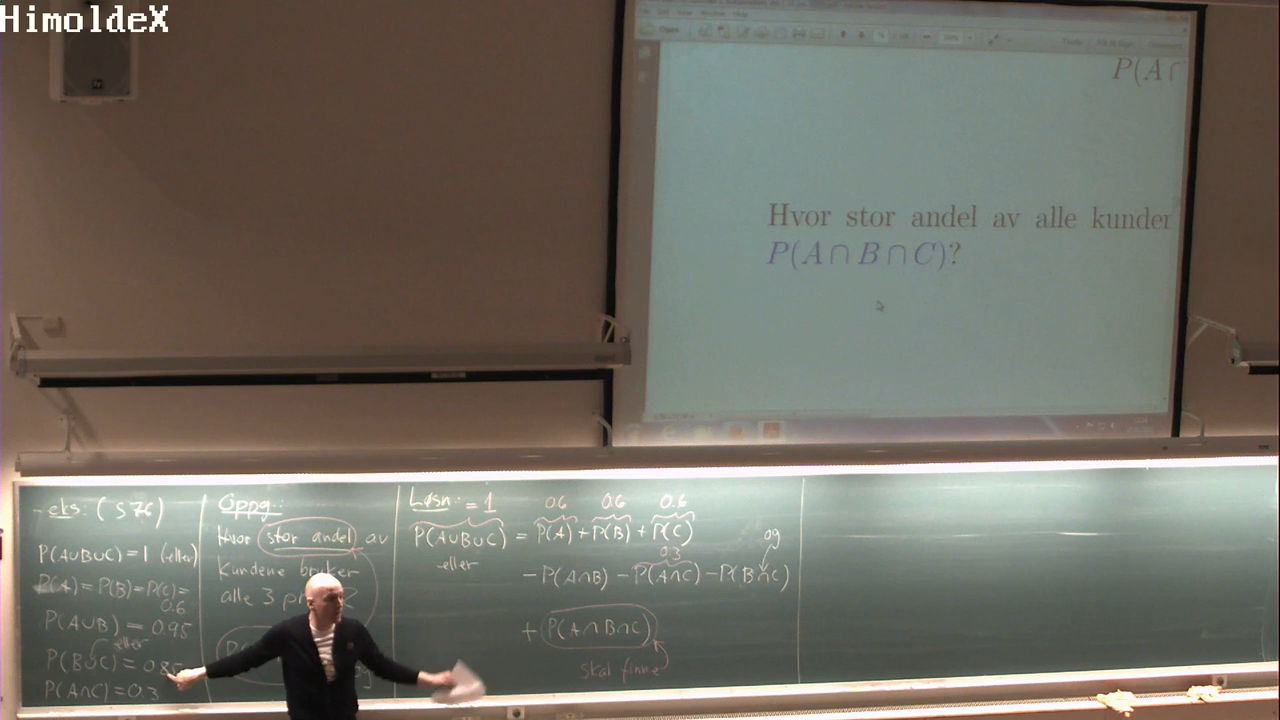 HimoldeX
Open
P(A ∩
Hvor stor andel av alle kunder
P(A ∩ B ∩ C)?
eks: (S 76)
P(A∪B∪C) = 1 (eller)
P(A) = P(B) = P(C) =
0.6
P(A∪B) = 0.95
eller
P(B∪C) = 0.85
P(A∩C) = 0.3
Oppg.:
Hvor stor andel av
kundene bruker
alle 3
Løsn: = 1
0.6 0.6 0.6
P(A∪B∪C) = P(A) + P(B) + P(C)
eller
0.3
og
- P(A∩B) - P(A∩C) - P(B∩C)
+ P(A∩B∩C)
skal finne